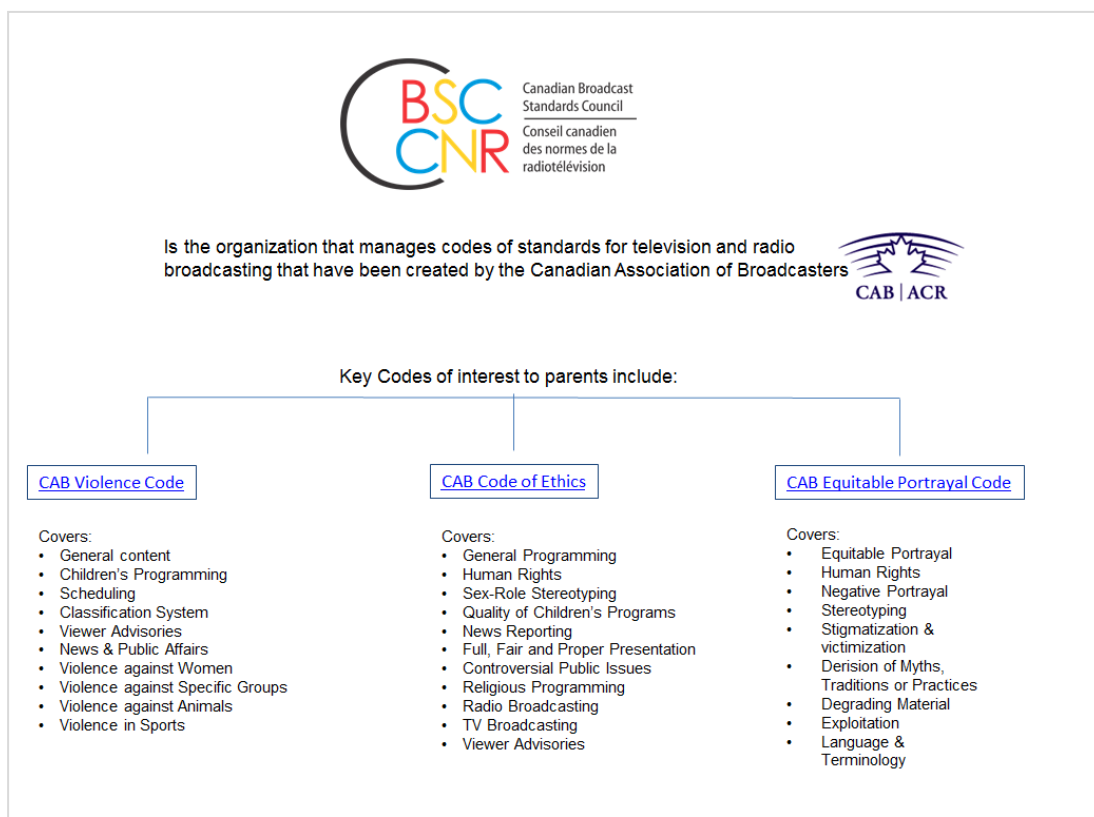 BSC
CNR
Canadian Broadcast
Standards Council
Conseil canadien
des normes de la
radiotélévision
Is the organization that manages codes of standards for television and radio
broadcasting that have been created by the Canadian Association of Broadcasters
CAB | ACR
Key Codes of interest to parents include:
CAB Violence Code
Covers:
• General content
• Children's Programming
• Scheduling
• Classification System
• Viewer Advisories
• News & Public Affairs
• Violence against Women
• Violence against Specific Groups
• Violence against Animals
• Violence in Sports
CAB Code of Ethics
Covers:
• General Programming
• Human Rights
• Sex-Role Stereotyping
• Quality of Children's Programs
• News Reporting
• Full, Fair and Proper Presentation
• Controversial Public Issues
• Religious Programming
• Radio Broadcasting
• TV Broadcasting
• Viewer Advisories
CAB Equitable Portrayal Code
Covers:
• Equitable Portrayal
• Human Rights
• Negative Portrayal
• Stereotyping
• Stigmatization &
victimization
• Derision of Myths,
Traditions or Practices
• Degrading Material
• Exploitation
• Language &
Terminology